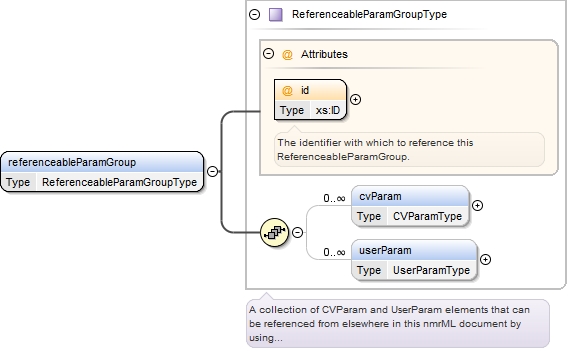 ReferenceableParamGroupType
@ Attributes
@ id
Type xs:ID
The identifier with which to reference this
ReferenceableParamGroup.
referenceableParamGroup
Type ReferenceableParamGroupType
0..∞
cvParam
Type CVParamType
0..∞
userParam
Type UserParamType
A collection of CVParam and UserParam elements that can
be referenced from elsewhere in this nmrML document by
using...